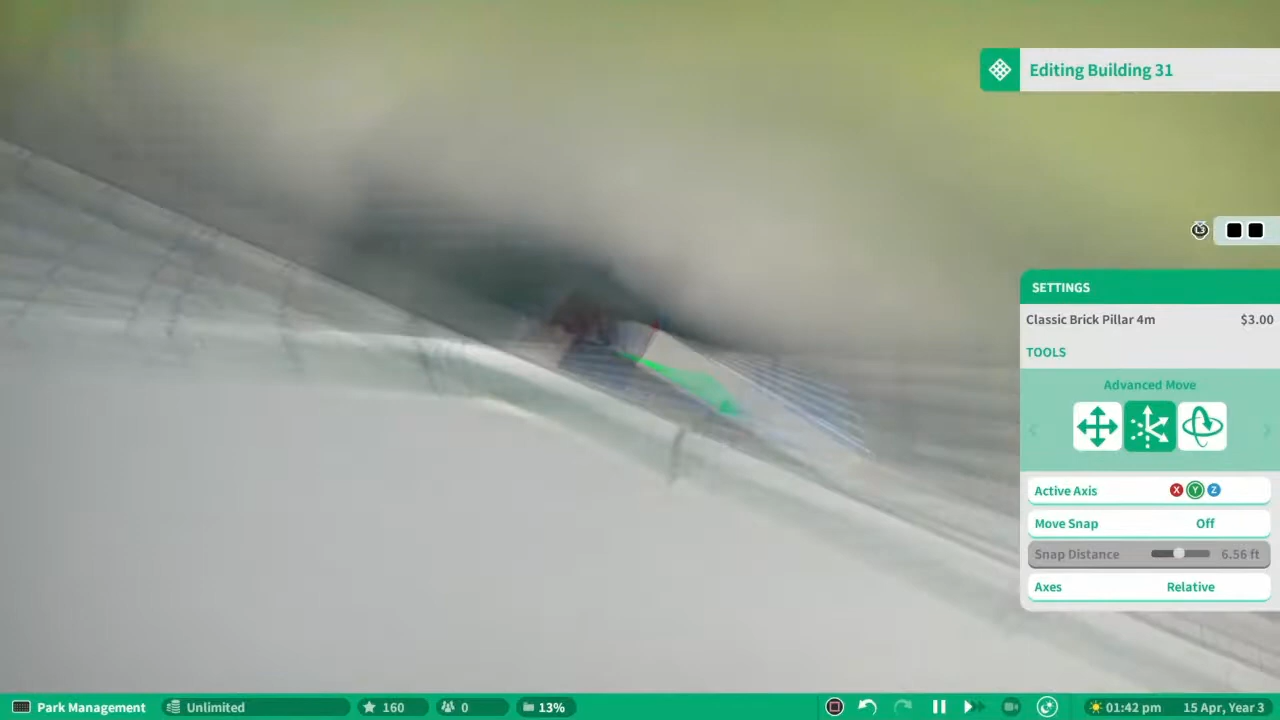 Editing Building 31
SETTINGS
Classic Brick Pillar 4m $3.00
TOOLS
Advanced Move
Active Axis X Y Z
Move Snap Off
Snap Distance 6.56 ft
Axes Relative
Park Management Unlimited 160 0 13% 01:42 pm 15 Apr, Year 3